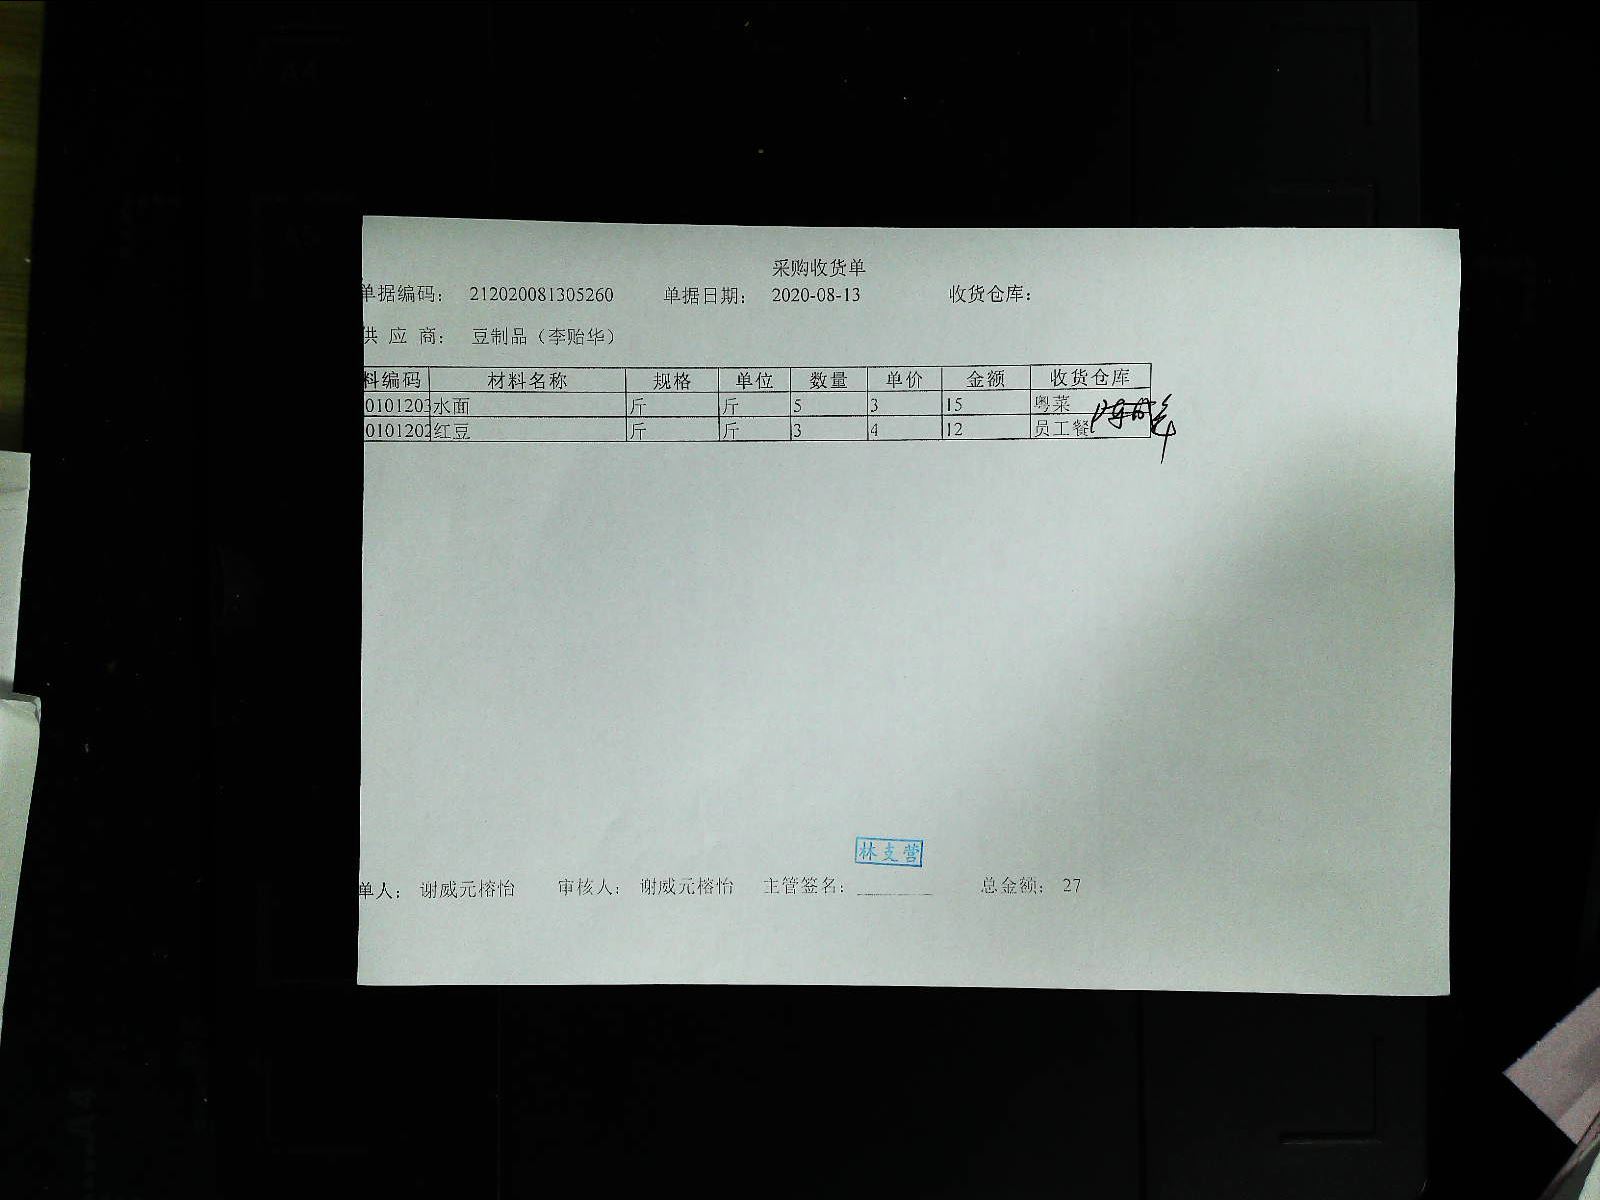 采购收货单
单据编码： 212020081305260 单据日期： 2020-08-13 收货仓库：
供 应 商： 豆制品（李贻华）
料编码 材料名称 规格 单位 数量 单价 金额 收货仓库
0101203 水面 斤 斤 5 3 15 粤菜
0101202 红豆 斤 斤 3 4 12 员工餐
林支营
单人： 谢威元榕怡 审核人： 谢威元榕怡 主管签名： 总金额： 27